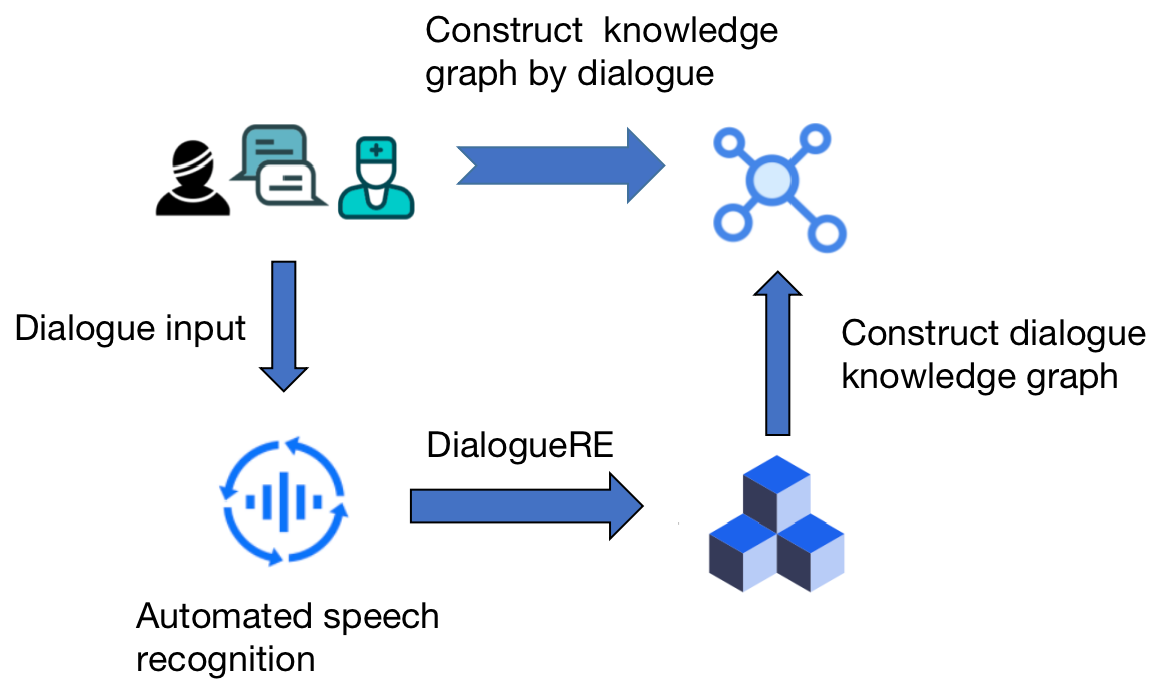 Construct  knowledge
graph by dialogue
Dialogue input
Construct dialogue
knowledge graph
DialogueRE
Automated speech
recognition